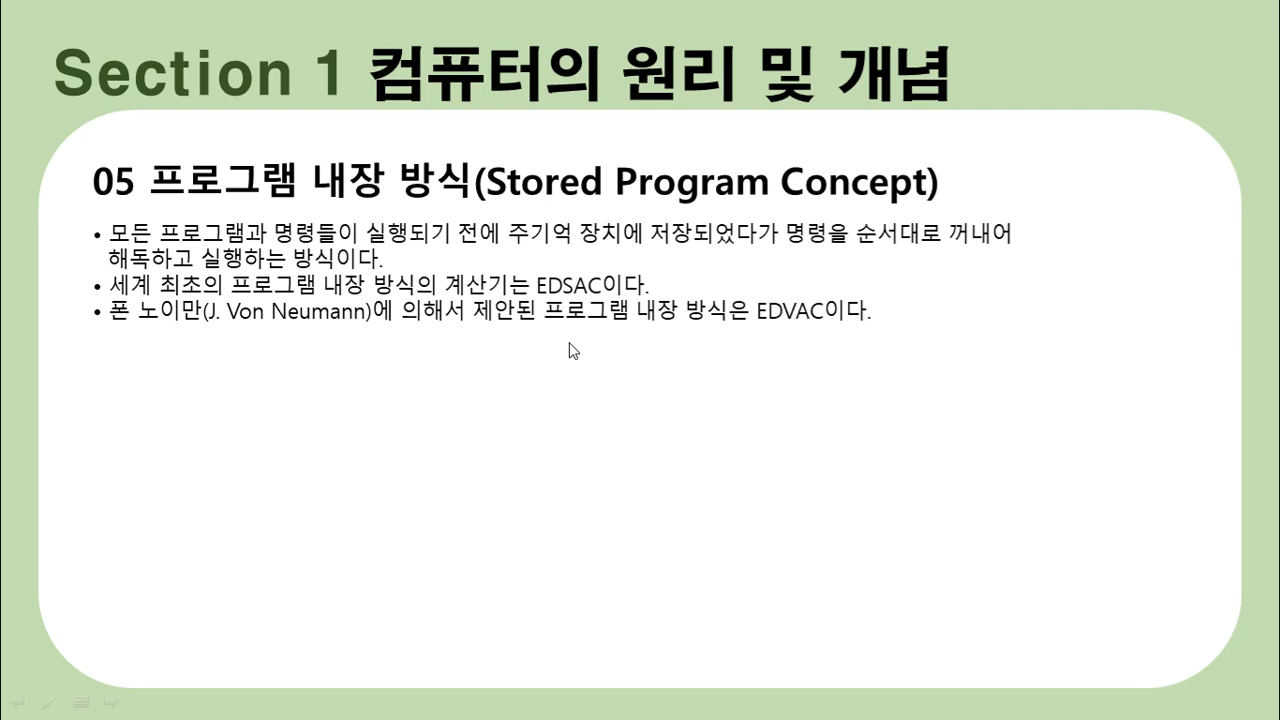 Section 1 컴퓨터의 원리 및 개념
05 프로그램 내장 방식(Stored Program Concept)
• 모든 프로그램과 명령들이 실행되기 전에 주기억 장치에 저장되었다가 명령을 순서대로 꺼내어
해독하고 실행하는 방식이다.
• 세계 최초의 프로그램 내장 방식의 계산기는 EDSAC이다.
• 폰 노이만(J. Von Neumann)에 의해서 제안된 프로그램 내장 방식은 EDVAC이다.